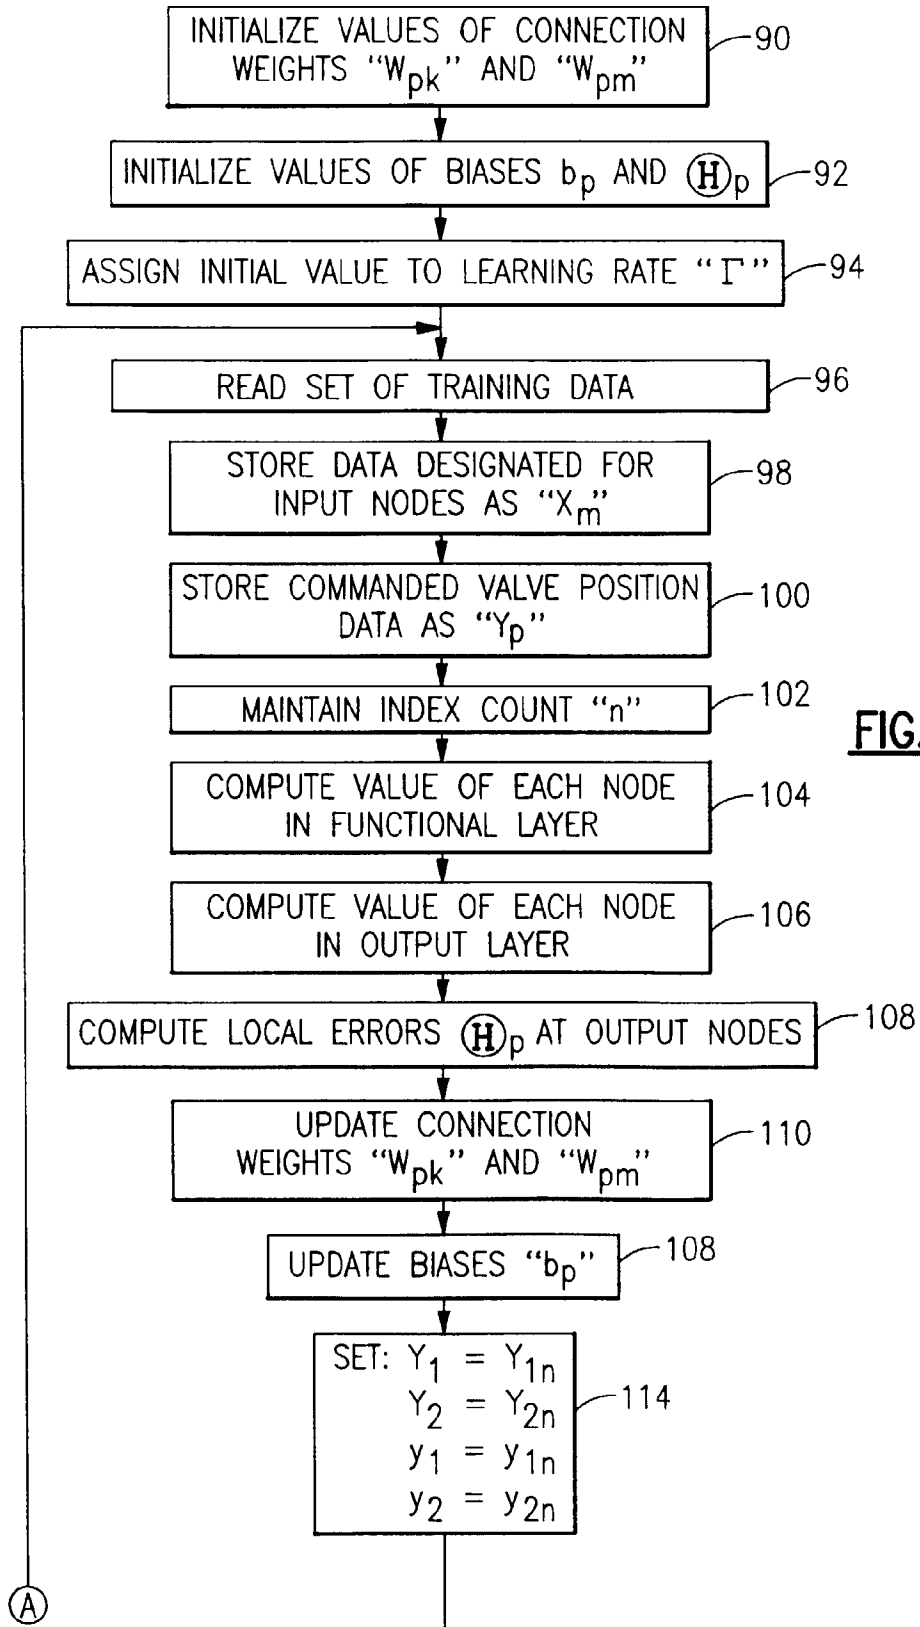 INITIALIZE VALUES OF CONNECTION
WEIGHTS “Wpk” AND “Wpm”
90
INITIALIZE VALUES OF BIASES bp AND Ⓗp
92
ASSIGN INITIAL VALUE TO LEARNING RATE “Γ”
94
READ SET OF TRAINING DATA
96
STORE DATA DESIGNATED FOR
INPUT NODES AS “Xm”
98
STORE COMMANDED VALVE POSITION
DATA AS “Yp”
100
MAINTAIN INDEX COUNT “n”
102
FIG.
COMPUTE VALUE OF EACH NODE
IN FUNCTIONAL LAYER
104
COMPUTE VALUE OF EACH NODE
IN OUTPUT LAYER
106
COMPUTE LOCAL ERRORS Ⓗp AT OUTPUT NODES
108
UPDATE CONNECTION
WEIGHTS “Wpk” AND “Wpm”
110
UPDATE BIASES “bp”
108
SET: Y1 = Y1n
Y2 = Y2n
y1 = y1n
y2 = y2n
114
A